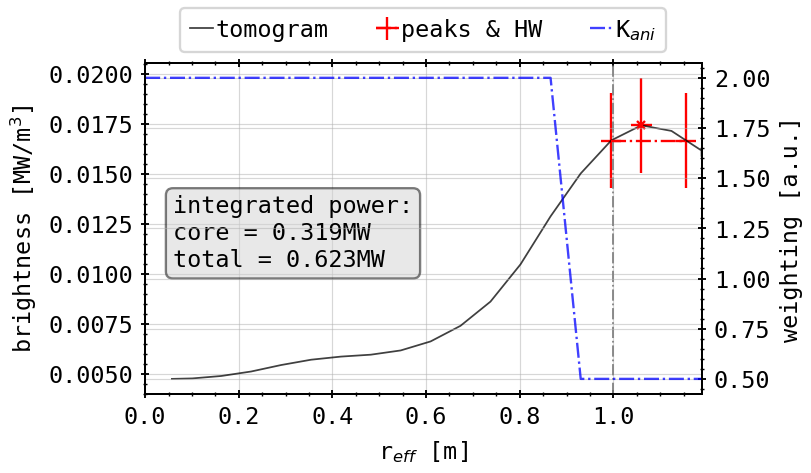 tomogram peaks & HW K_ani
0.0200
0.0175
0.0150
0.0125
0.0100
0.0075
0.0050
brightness [MW/m³]
integrated power:
core = 0.319MW
total = 0.623MW
2.00
1.75
1.50
1.25
1.00
0.75
0.50
weighting [a.u.]
0.0 0.2 0.4 0.6 0.8 1.0
r_eff [m]